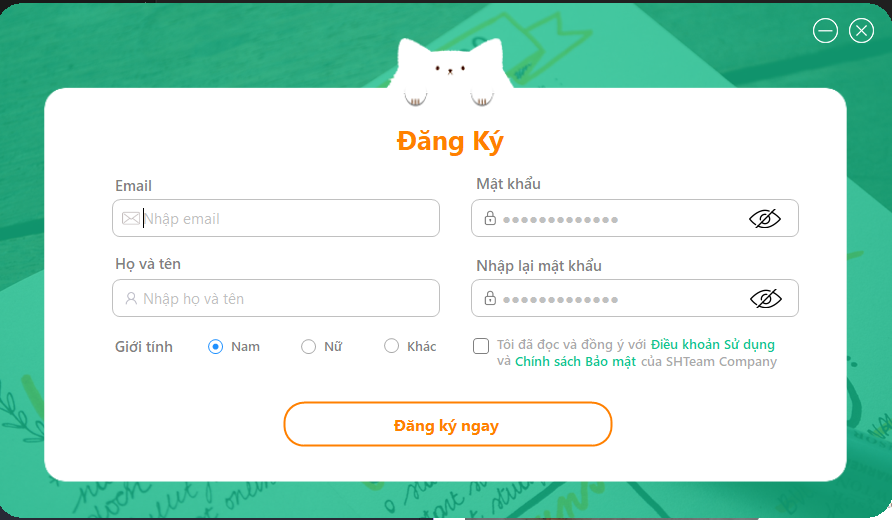 Đăng Ký
Email
Nhập email
Mật khẩu
Họ và tên
Nhập họ và tên
Nhập lại mật khẩu
Giới tính
Nam
Nữ
Khác
Tôi đã đọc và đồng ý với Điều khoản Sử dụng
và Chính sách Bảo mật của SHTeam Company
Đăng ký ngay